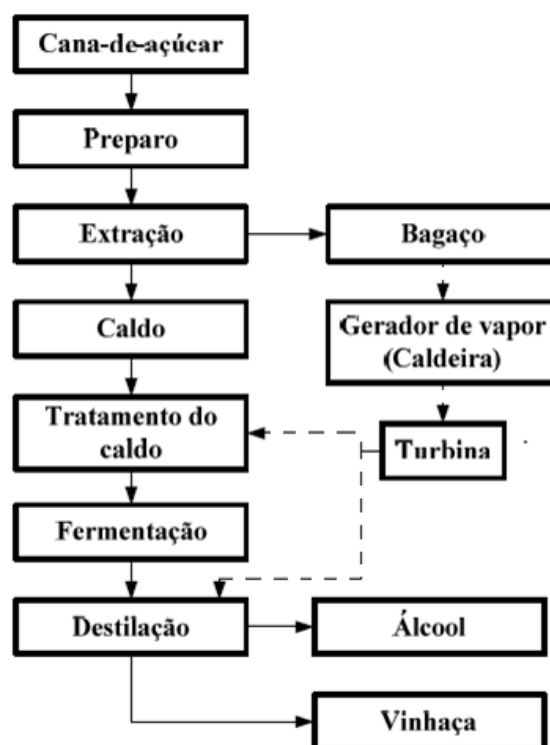 Cana-de-açúcar
Preparo
Extração
Bagaço
Caldo
Gerador de vapor
(Caldeira)
Tratamento do
caldo
Turbina
Fermentação
Destilação
Álcool
Vinhaça